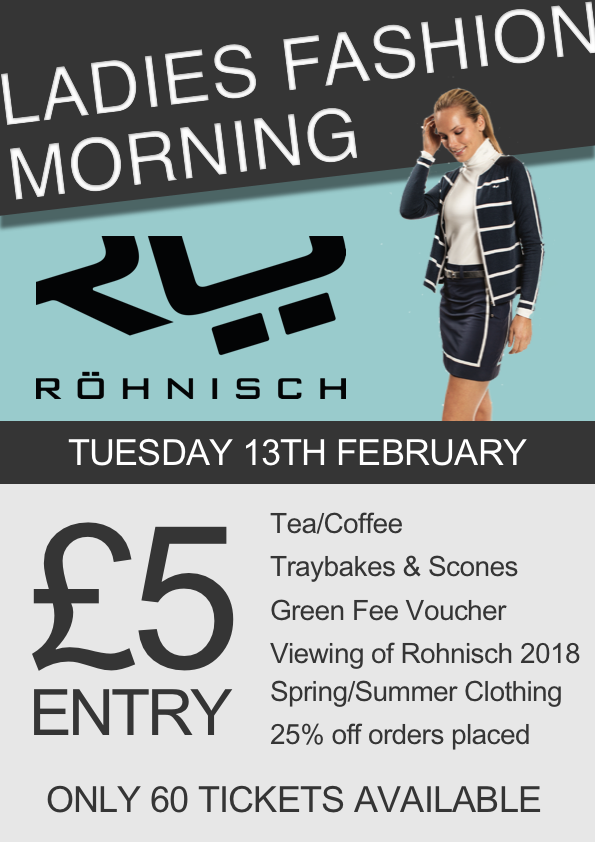 LADIES FASHION
MORNING
RÖHNISCH
TUESDAY 13TH FEBRUARY
£5
ENTRY
Tea/Coffee
Traybakes & Scones
Green Fee Voucher
Viewing of Rohnisch 2018
Spring/Summer Clothing
25% off orders placed
ONLY 60 TICKETS AVAILABLE